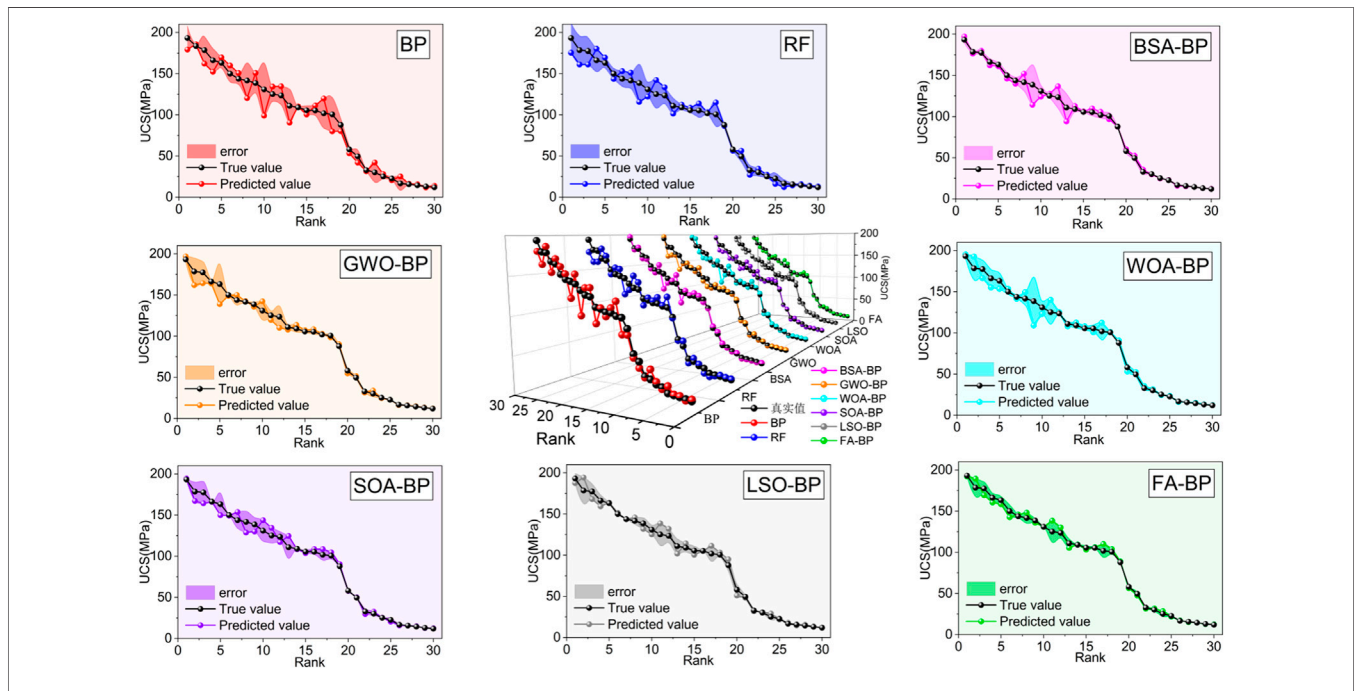 BP
UCS(MPa)
200
150
100
50
0
error
True value
Predicted value
0 5 10 15 20 25 30
Rank
RF
UCS(MPa)
200
150
100
50
0
error
True value
Predicted value
0 5 10 15 20 25 30
Rank
BSA-BP
UCS(MPa)
200
150
100
50
0
error
True value
Predicted value
0 5 10 15 20 25 30
Rank
GWO-BP
UCS(MPa)
200
150
100
50
0
error
True value
Predicted value
0 5 10 15 20 25 30
Rank
200
150
100
50
0
UCS(MPa)
FA
LSO
SOA
WOA
GWO
BSA
RF
BP
30 25 20 15 10 5 0
Rank
真实值
BP
RF
BSA-BP
GWO-BP
WOA-BP
SOA-BP
LSO-BP
FA-BP
WOA-BP
UCS(MPa)
200
150
100
50
0
error
True value
Predicted value
0 5 10 15 20 25 30
Rank
SOA-BP
UCS(MPa)
200
150
100
50
0
error
True value
Predicted value
0 5 10 15 20 25 30
Rank
LSO-BP
UCS(MPa)
200
150
100
50
0
error
True value
Predicted value
0 5 10 15 20 25 30
Rank
FA-BP
UCS(MPa)
200
150
100
50
0
error
True value
Predicted value
0 5 10 15 20 25 30
Rank